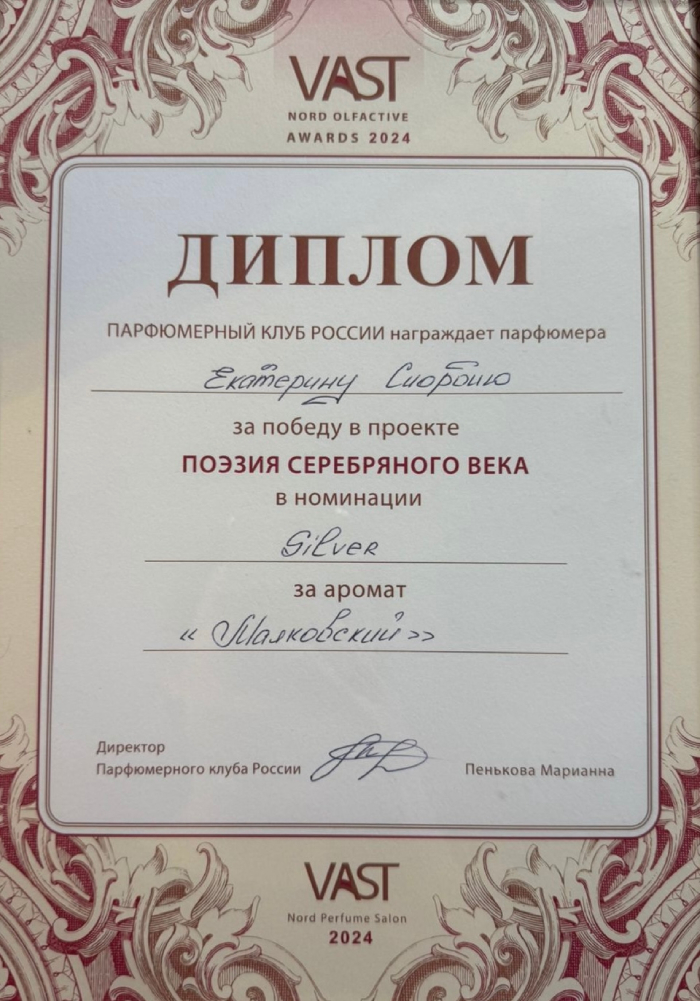 VAST
NORD OLFACTIVE
AWARDS 2024
ДИПЛОМ
ПАРФЮМЕРНЫЙ КЛУБ РОССИИ награждает парфюмера
Екатерину
за победу в проекте
ПОЭЗИЯ СЕРЕБРЯНОГО ВЕКА
в номинации
Silver
за аромат
« Маяковский »
Директор
Парфюмерного клуба России
Пенькова Марианна
VAST
Nord Perfume Salon
2024